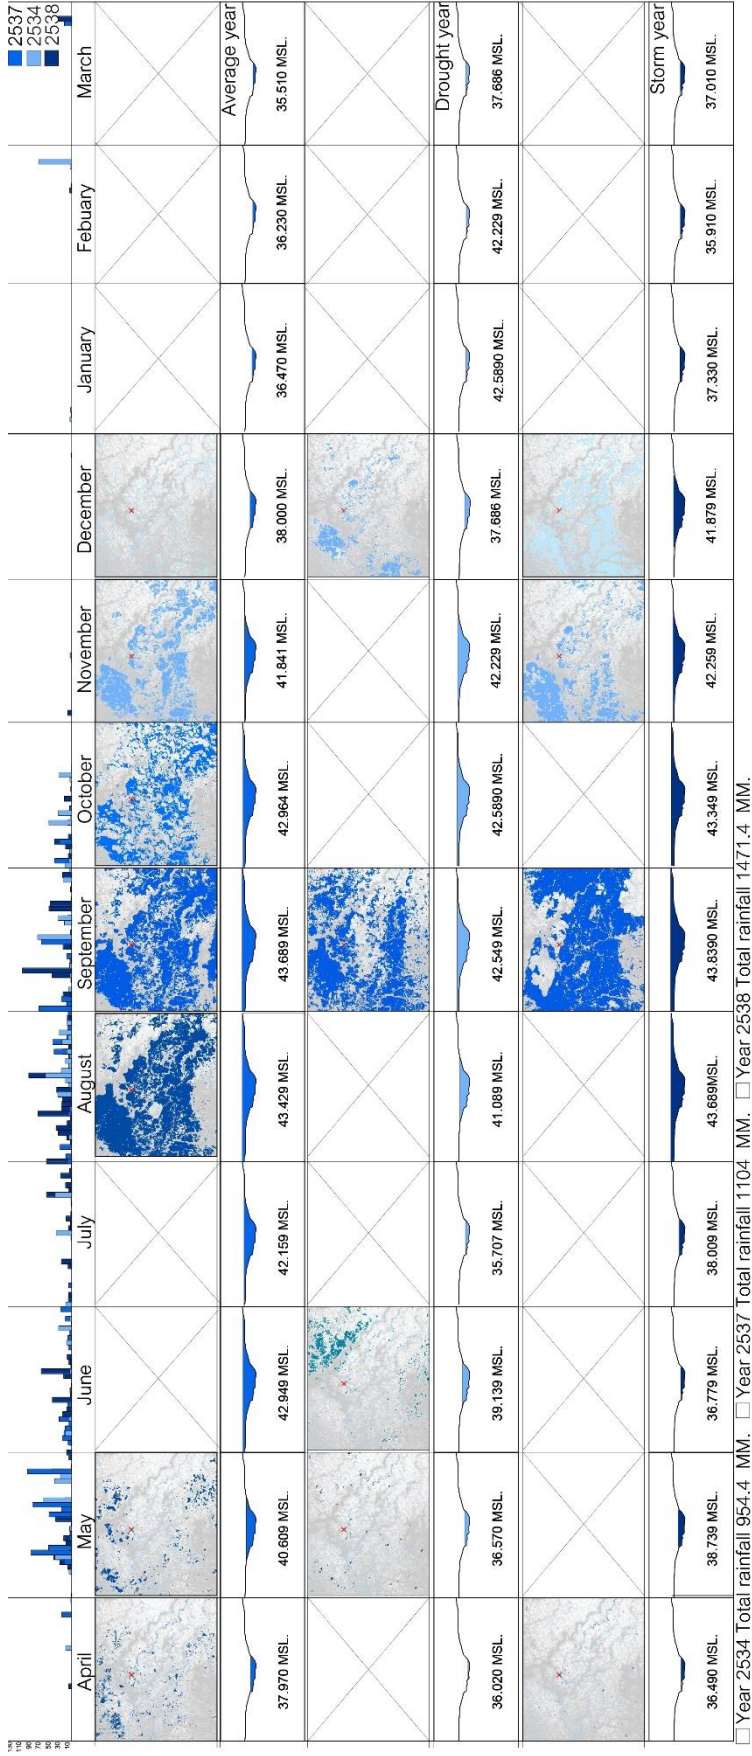 2537
2534
2538
110
90
70
50
30
10
April May June July August September October November December January Febuary March
Average year
37.970 MSL. 40.609 MSL. 42.949 MSL. 42.159 MSL. 43.429 MSL. 43.689 MSL. 42.964 MSL. 41.841 MSL. 38.000 MSL. 36.470 MSL. 36.230 MSL. 35.510 MSL.
Drought year
36.020 MSL. 36.570 MSL. 39.139 MSL. 35.707 MSL. 41.089 MSL. 42.549 MSL. 42.5890 MSL. 42.229 MSL. 37.686 MSL. 42.5890 MSL. 42.229 MSL. 37.686 MSL.
Storm year
36.490 MSL. 38.739 MSL. 36.779 MSL. 38.009 MSL. 43.689MSL. 43.8390 MSL. 43.349 MSL. 42.259 MSL. 41.879 MSL. 37.330 MSL. 35.910 MSL. 37.010 MSL.
Year 2534 Total rainfall 954.4 MM. Year 2537 Total rainfall 1104 MM. Year 2538 Total rainfall 1471.4 MM.